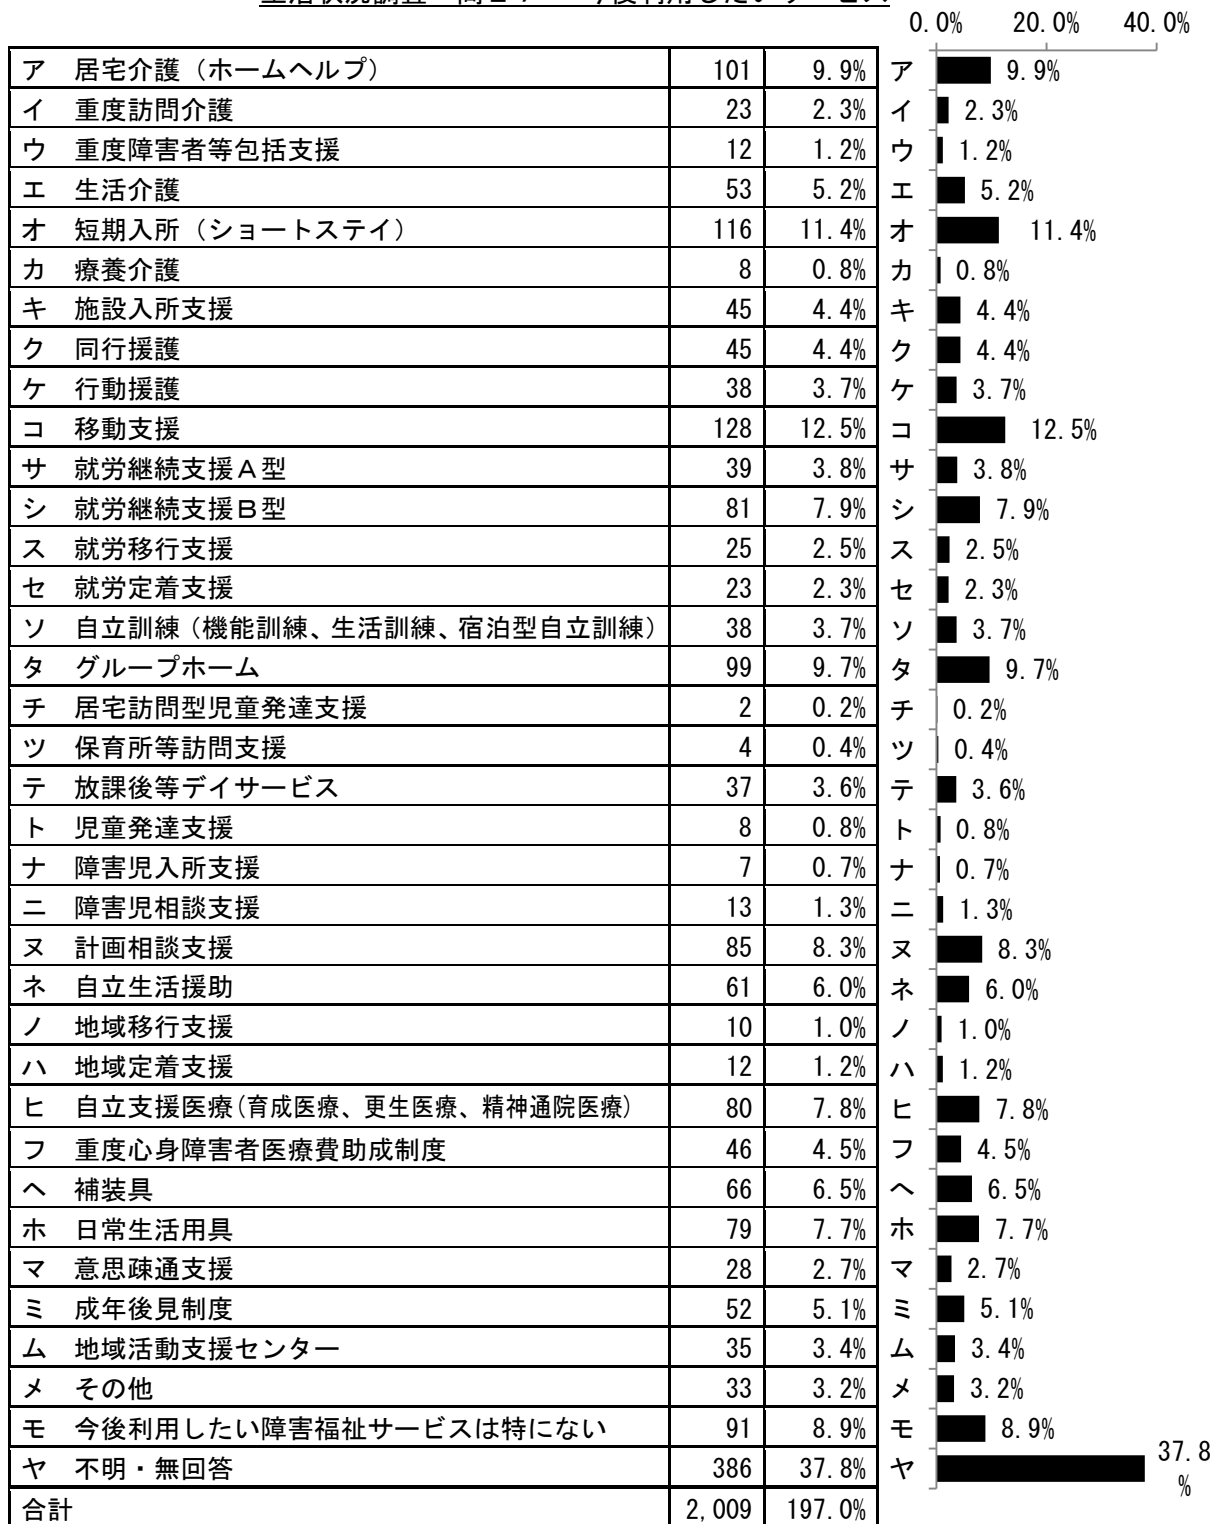 0.0% 20.0% 40.0%
ア 居宅介護（ホームヘルプ） 101 9.9% ア 9.9%
イ 重度訪問介護 23 2.3% イ 2.3%
ウ 重度障害者等包括支援 12 1.2% ウ 1.2%
エ 生活介護 53 5.2% エ 5.2%
オ 短期入所（ショートステイ） 116 11.4% オ 11.4%
カ 療養介護 8 0.8% カ 0.8%
キ 施設入所支援 45 4.4% キ 4.4%
ク 同行援護 45 4.4% ク 4.4%
ケ 行動援護 38 3.7% ケ 3.7%
コ 移動支援 128 12.5% コ 12.5%
サ 就労継続支援Ａ型 39 3.8% サ 3.8%
シ 就労継続支援Ｂ型 81 7.9% シ 7.9%
ス 就労移行支援 25 2.5% ス 2.5%
セ 就労定着支援 23 2.3% セ 2.3%
ソ 自立訓練（機能訓練、生活訓練、宿泊型自立訓練） 38 3.7% ソ 3.7%
タ グループホーム 99 9.7% タ 9.7%
チ 居宅訪問型児童発達支援 2 0.2% チ 0.2%
ツ 保育所等訪問支援 4 0.4% ツ 0.4%
テ 放課後等デイサービス 37 3.6% テ 3.6%
ト 児童発達支援 8 0.8% ト 0.8%
ナ 障害児入所支援 7 0.7% ナ 0.7%
ニ 障害児相談支援 13 1.3% ニ 1.3%
ヌ 計画相談支援 85 8.3% ヌ 8.3%
ネ 自立生活援助 61 6.0% ネ 6.0%
ノ 地域移行支援 10 1.0% ノ 1.0%
ハ 地域定着支援 12 1.2% ハ 1.2%
ヒ 自立支援医療（育成医療、更生医療、精神通院医療） 80 7.8% ヒ 7.8%
フ 重度心身障害者医療費助成制度 46 4.5% フ 4.5%
ヘ 補装具 66 6.5% ヘ 6.5%
ホ 日常生活用具 79 7.7% ホ 7.7%
マ 意思疎通支援 28 2.7% マ 2.7%
ミ 成年後見制度 52 5.1% ミ 5.1%
ム 地域活動支援センター 35 3.4% ム 3.4%
メ その他 33 3.2% メ 3.2%
モ 今後利用したい障害福祉サービスは特にない 91 8.9% モ 8.9%
ヤ 不明・無回答 386 37.8% ヤ 37.8
%
合計 2,009 197.0%